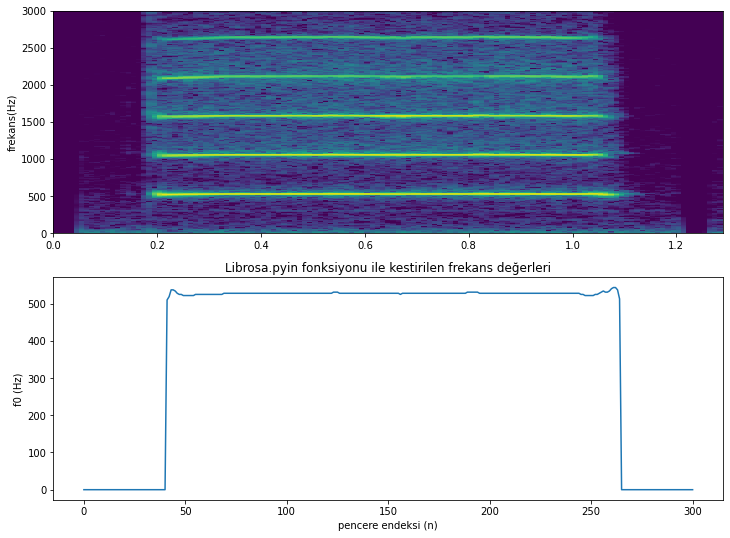 3000
2500
2000
1500
1000
500
0
frekans(Hz)
0.0 0.2 0.4 0.6 0.8 1.0 1.2
Librosa.pyin fonksiyonu ile kestirilen frekans değerleri
500
400
300
200
100
0
f0 (Hz)
0 50 100 150 200 250 300
pencere endeksi (n)